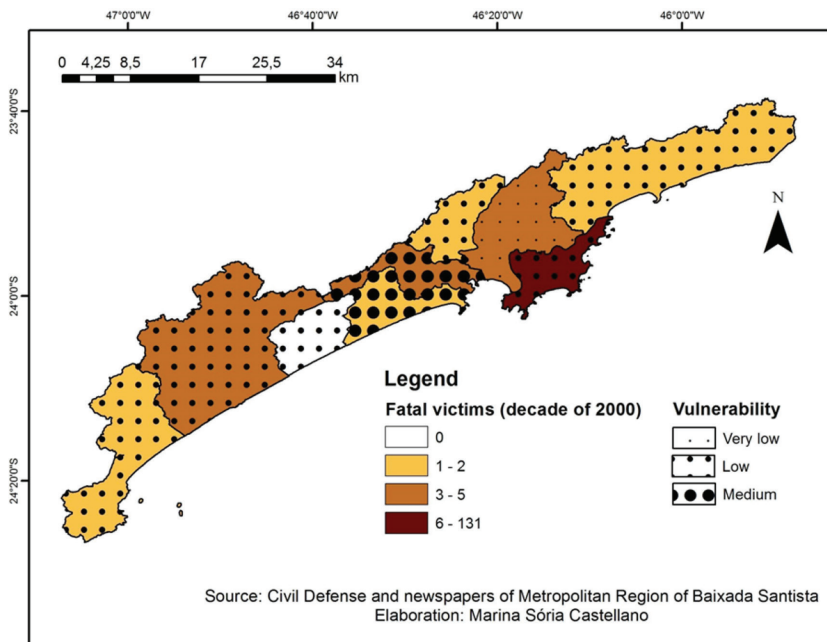 47°0'0"W 46°40'0"W 46°20'0"W 46°0'0"W
0 4,25 8,5 17 25,5 34
km
23°40'0"S
N
24°0'0"S
24°20'0"S
Legend
Fatal victims (decade of 2000)
0
1 - 2
3 - 5
6 - 131
Vulnerability
Very low
Low
Medium
Source: Civil Defense and newspapers of Metropolitan Region of Baixada Santista
Elaboration: Marina Sória Castellano